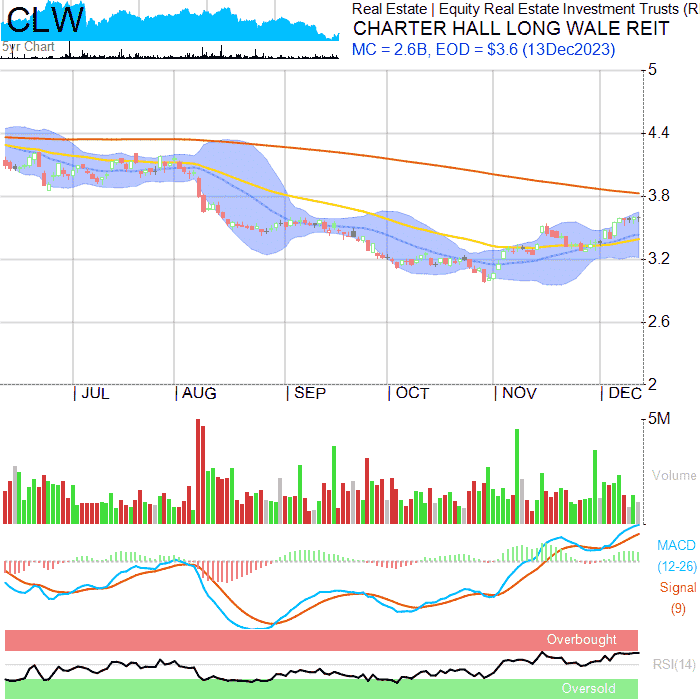 CLW
5yr Chart
Real Estate | Equity Real Estate Investment Trusts (R
CHARTER HALL LONG WALE REIT
MC = 2.6B, EOD = $3.6 (13Dec2023)
5
4.4
3.8
3.2
2.6
2
JUL
AUG
SEP
OCT
NOV
DEC
5M
Volume
MACD
(12-26)
Signal
(9)
Overbought
RSI(14)
Oversold